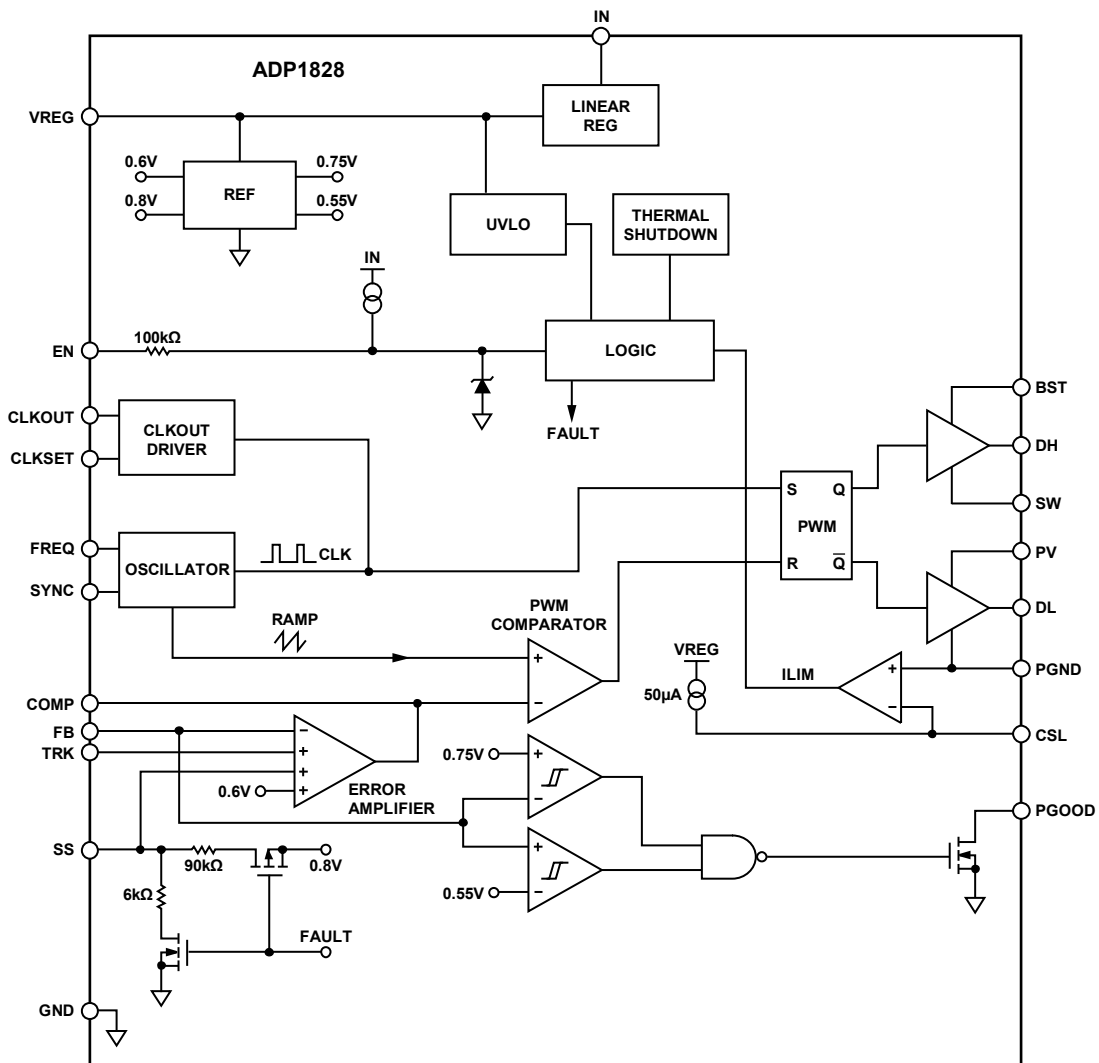 IN
ADP1828
LINEAR
REG
VREG
0.6V
0.8V
REF
0.75V
0.55V
UVLO
THERMAL
SHUTDOWN
IN
EN
100kΩ
LOGIC
FAULT
CLKOUT
CLKSET
CLKOUT
DRIVER
BST
DH
SW
S Q
PWM
R Q̅
FREQ
SYNC
OSCILLATOR
CLK
PV
DL
RAMP
PWM
COMPARATOR
+
−
VREG
50µA
ILIM
+
−
PGND
CSL
COMP
FB
TRK
−
+
+
+
0.6V
ERROR
AMPLIFIER
0.75V
+
−
+
−
0.55V
PGOOD
SS
90kΩ
0.8V
6kΩ
FAULT
GND